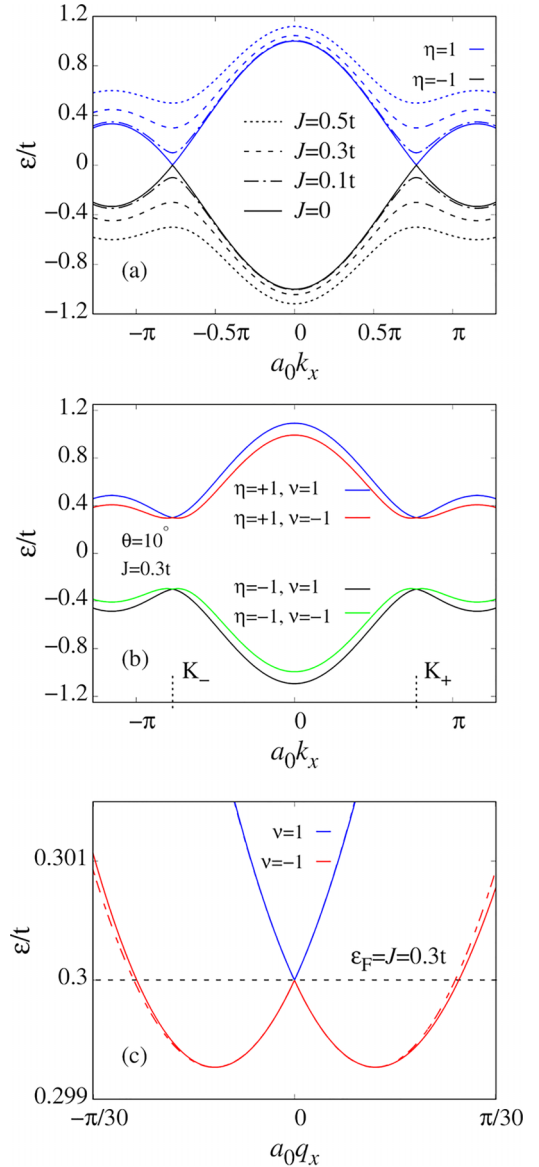 1.2
η=1
η=−1
0.8
0.4
ε/t
0
J=0.5t
J=0.3t
J=0.1t
J=0
−0.4
−0.8
(a)
−1.2
−π
−0.5π
0
0.5π
π
a₀kₓ
1.2
0.8
η=+1, ν=1
η=+1, ν=−1
0.4
ε/t
θ=10°
0
J=0.3t
−0.4
η=−1, ν=1
η=−1, ν=−1
−0.8
(b)
K₋
K₊
−1.2
−π
0
π
a₀kₓ
ν=1
ν=−1
0.301
ε/t
ε_F=J=0.3t
0.3
(c)
0.299
−π/30
0
π/30
a₀qₓ